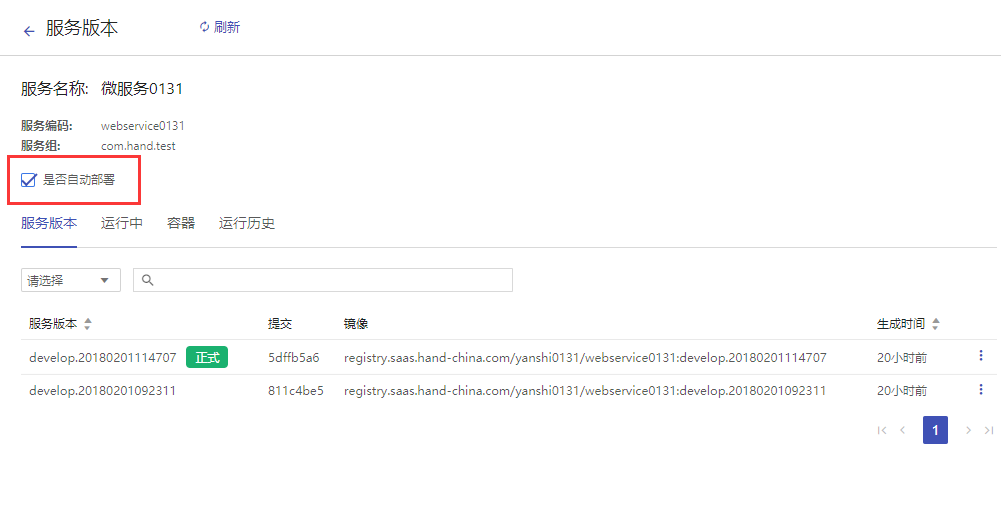 服务版本 刷新
服务名称: 微服务0131
服务编码: webservice0131
服务组: com.hand.test
是否自动部署
服务版本 运行中 容器 运行历史
请选择
服务版本 提交 镜像 生成时间
develop.20180201114707 正式 5dffb5a6 registry.saas.hand-china.com/yanshi0131/webservice0131:develop.20180201114707 20小时前
develop.20180201092311 811c4be5 registry.saas.hand-china.com/yanshi0131/webservice0131:develop.20180201092311 20小时前
1